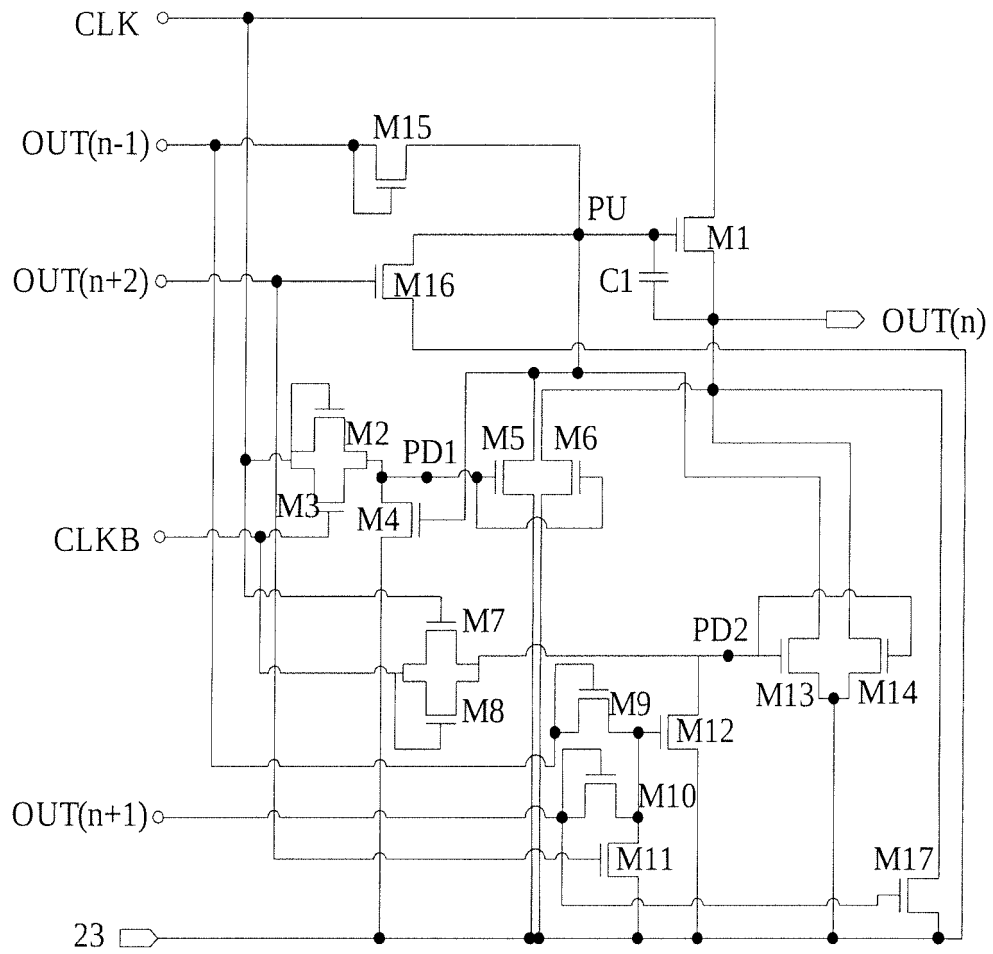 CLK
OUT(n-1)
M15
PU
M1
OUT(n+2)
M16
C1
OUT(n)
M2
PD1
M5
M6
M3
M4
CLKB
M7
PD2
M13
M14
M8
M9
M12
M10
OUT(n+1)
M11
M17
23